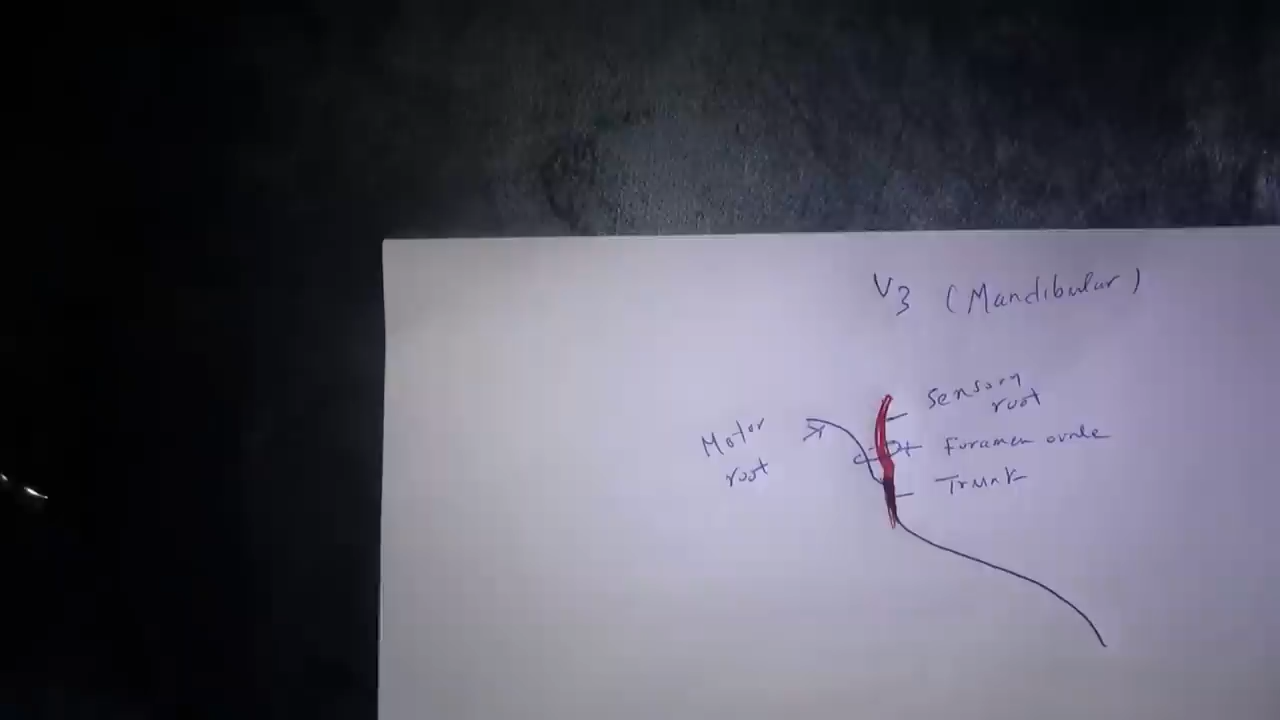 V3 (Mandibular)
Sensory
root
Motor
root
Foramen ovale
Trunk